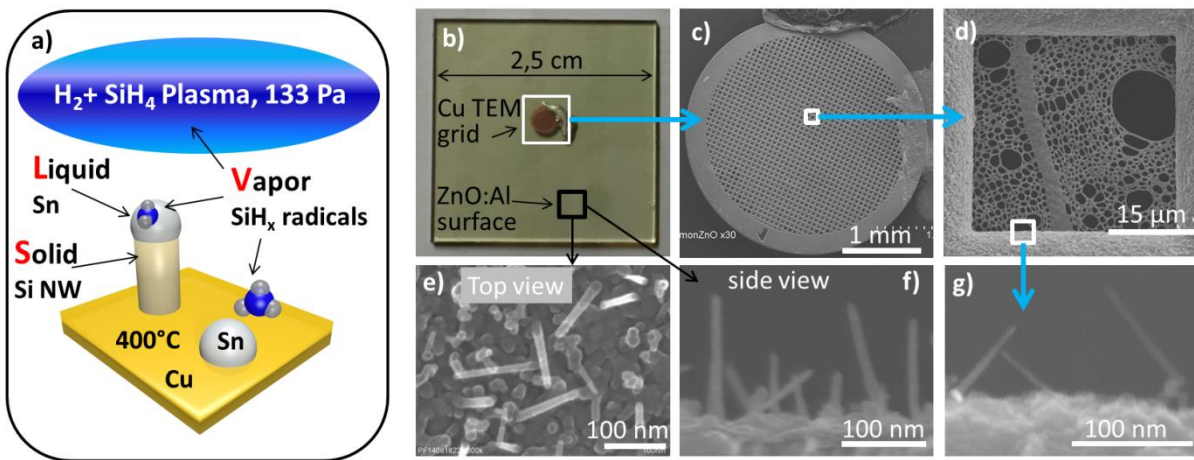 a)
H₂+ SiH₄ Plasma, 133 Pa
Liquid
Sn
Vapor
SiHₓ radicals
Solid
Si NW
400°C
Sn
Cu
b)
2,5 cm
Cu TEM
grid
ZnO:Al
surface
c)
1 mm
d)
15 µm
e)
Top view
100 nm
side view
f)
100 nm
g)
100 nm